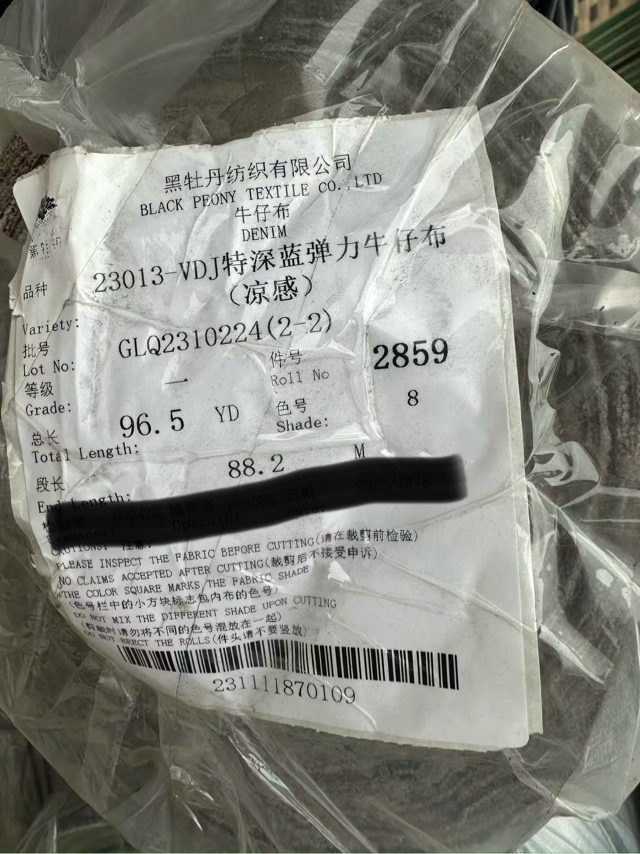 黑牡丹纺织有限公司
BLACK PEONY TEXTILE CO.,LTD
牛仔布
DENIM
品种 23013-VDJ特深蓝弹力牛仔布
(凉感)
Variety:
批号 GLQ2310224(2-2)
Lot No:
件号 2859
Roll No
等级 一
Grade:
色号 8
Shade:
总长 96.5 YD
Total Length:
段长 88.2 M
End Length:
PLEASE INSPECT THE FABRIC BEFORE CUTTING(请在裁剪前检验)
NO CLAIMS ACCEPTED AFTER CUTTING(裁剪后不接受申诉)
THE COLOR SQUARE MARKS THE FABRIC SHADE
(色号栏中的小方块标志包内布的色号)
DO NOT MIX THE DIFFERENT SHADE UPON CUTTING
(裁剪时请勿将不同的色号混放在一起)
DO NOT ERECT THE ROLLS(件头请不要竖放)
231111870109